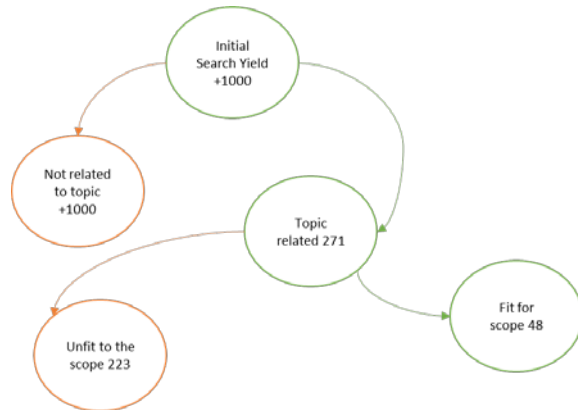 Initial
Search Yield
+1000
Not related
to topic
+1000
Topic
related 271
Fit for
scope 48
Unfit to the
scope 223